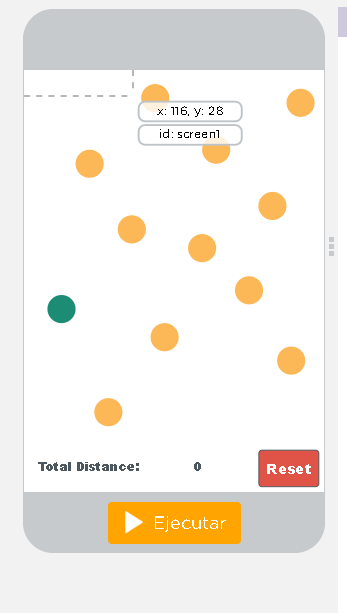 x: 116, y: 28
id: screen1
Total Distance: 0 Reset
Ejecutar